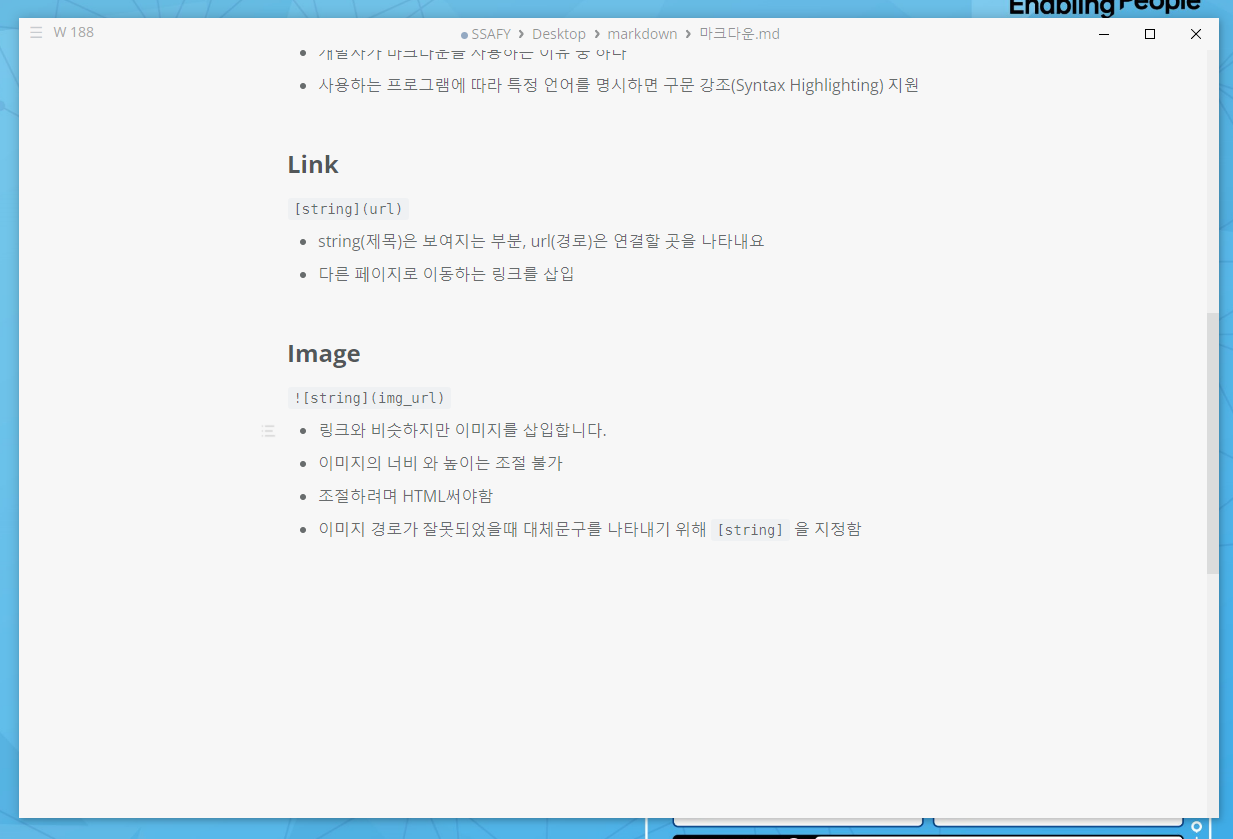 Enabling People
W 188
SSAFY › Desktop › markdown › 마크다운.md
개발자가 마크다운을 사용하는 이유 중 하나
사용하는 프로그램에 따라 특정 언어를 명시하면 구문 강조(Syntax Highlighting) 지원
Link
[string](url)
string(제목)은 보여지는 부분, url(경로)은 연결할 곳을 나타내요
다른 페이지로 이동하는 링크를 삽입
Image
![string](img_url)
링크와 비슷하지만 이미지를 삽입합니다.
이미지의 너비 와 높이는 조절 불가
조절하려며 HTML써야함
이미지 경로가 잘못되었을때 대체문구를 나타내기 위해 [string] 을 지정함